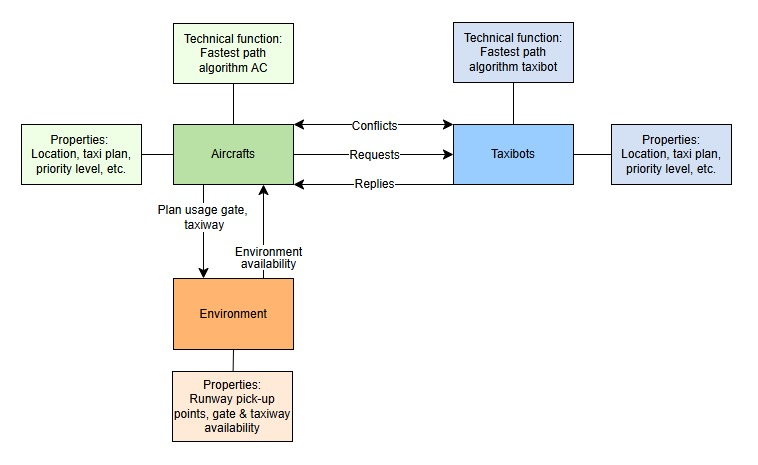 Technical function:
Fastest path
algorithm AC
Technical function:
Fastest path
algorithm taxibot
Properties:
Location, taxi plan,
priority level, etc.
Aircrafts
Conflicts
Requests
Replies
Taxibots
Properties:
Location, taxi plan,
priority level, etc.
Plan usage gate,
taxiway
Environment
availability
Environment
Properties:
Runway pick-up
points, gate & taxiway
availability